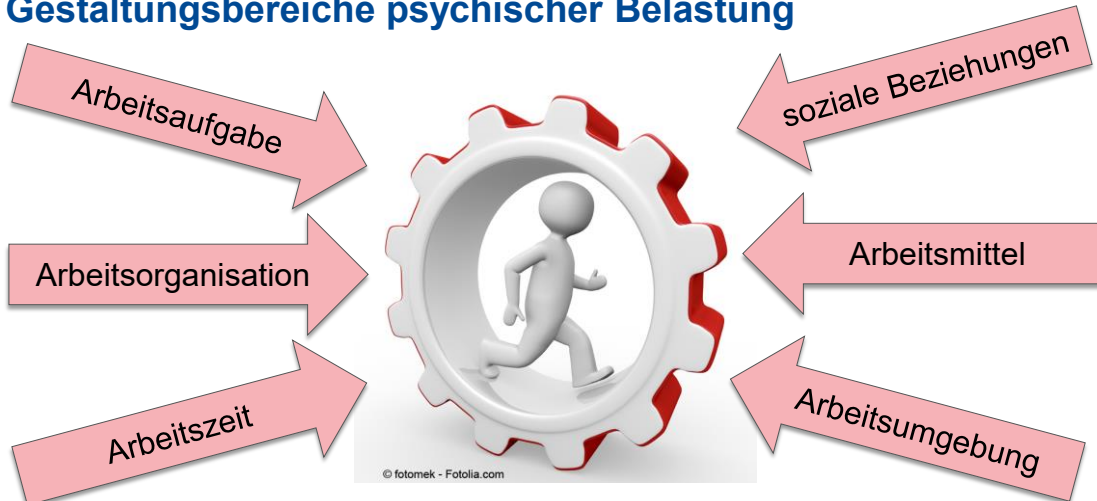 Gestaltungsbereiche psychischer Belastung
Arbeitsaufgabe
soziale Beziehungen
Arbeitsorganisation
Arbeitsmittel
Arbeitszeit
Arbeitsumgebung
© fotomek - Fotolia.com